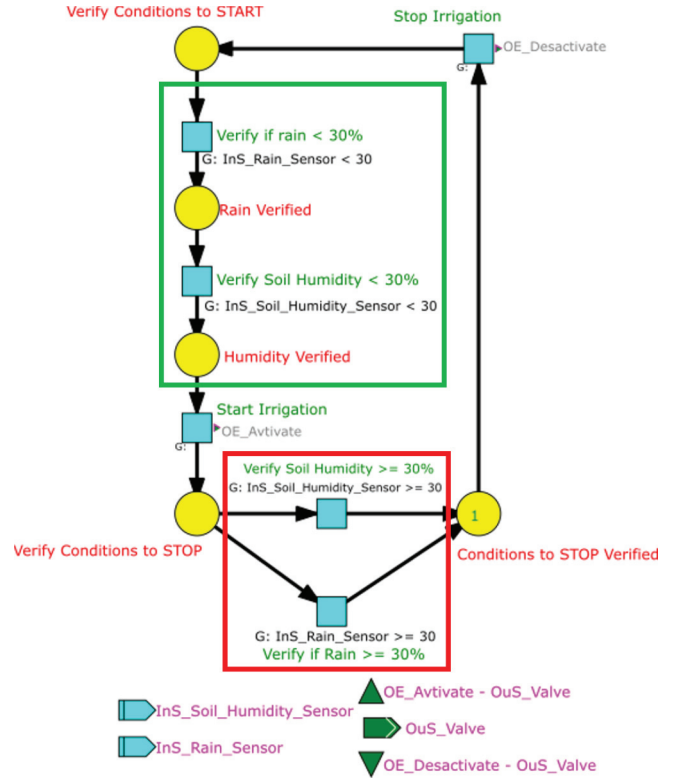 Verify Conditions to START
Stop Irrigation
OE_Desactivate
G:
Verify if rain < 30%
G: InS_Rain_Sensor < 30
Rain Verified
Verify Soil Humidity < 30%
G: InS_Soil_Humidity_Sensor < 30
Humidity Verified
Start Irrigation
OE_Avtivate
G:
Verify Soil Humidity >= 30%
G: InS_Soil_Humidity_Sensor >= 30
1
Verify Conditions to STOP
Conditions to STOP Verified
G: InS_Rain_Sensor >= 30
Verify if Rain >= 30%
InS_Soil_Humidity_Sensor
InS_Rain_Sensor
OE_Avtivate - OuS_Valve
OuS_Valve
OE_Desactivate - OuS_Valve